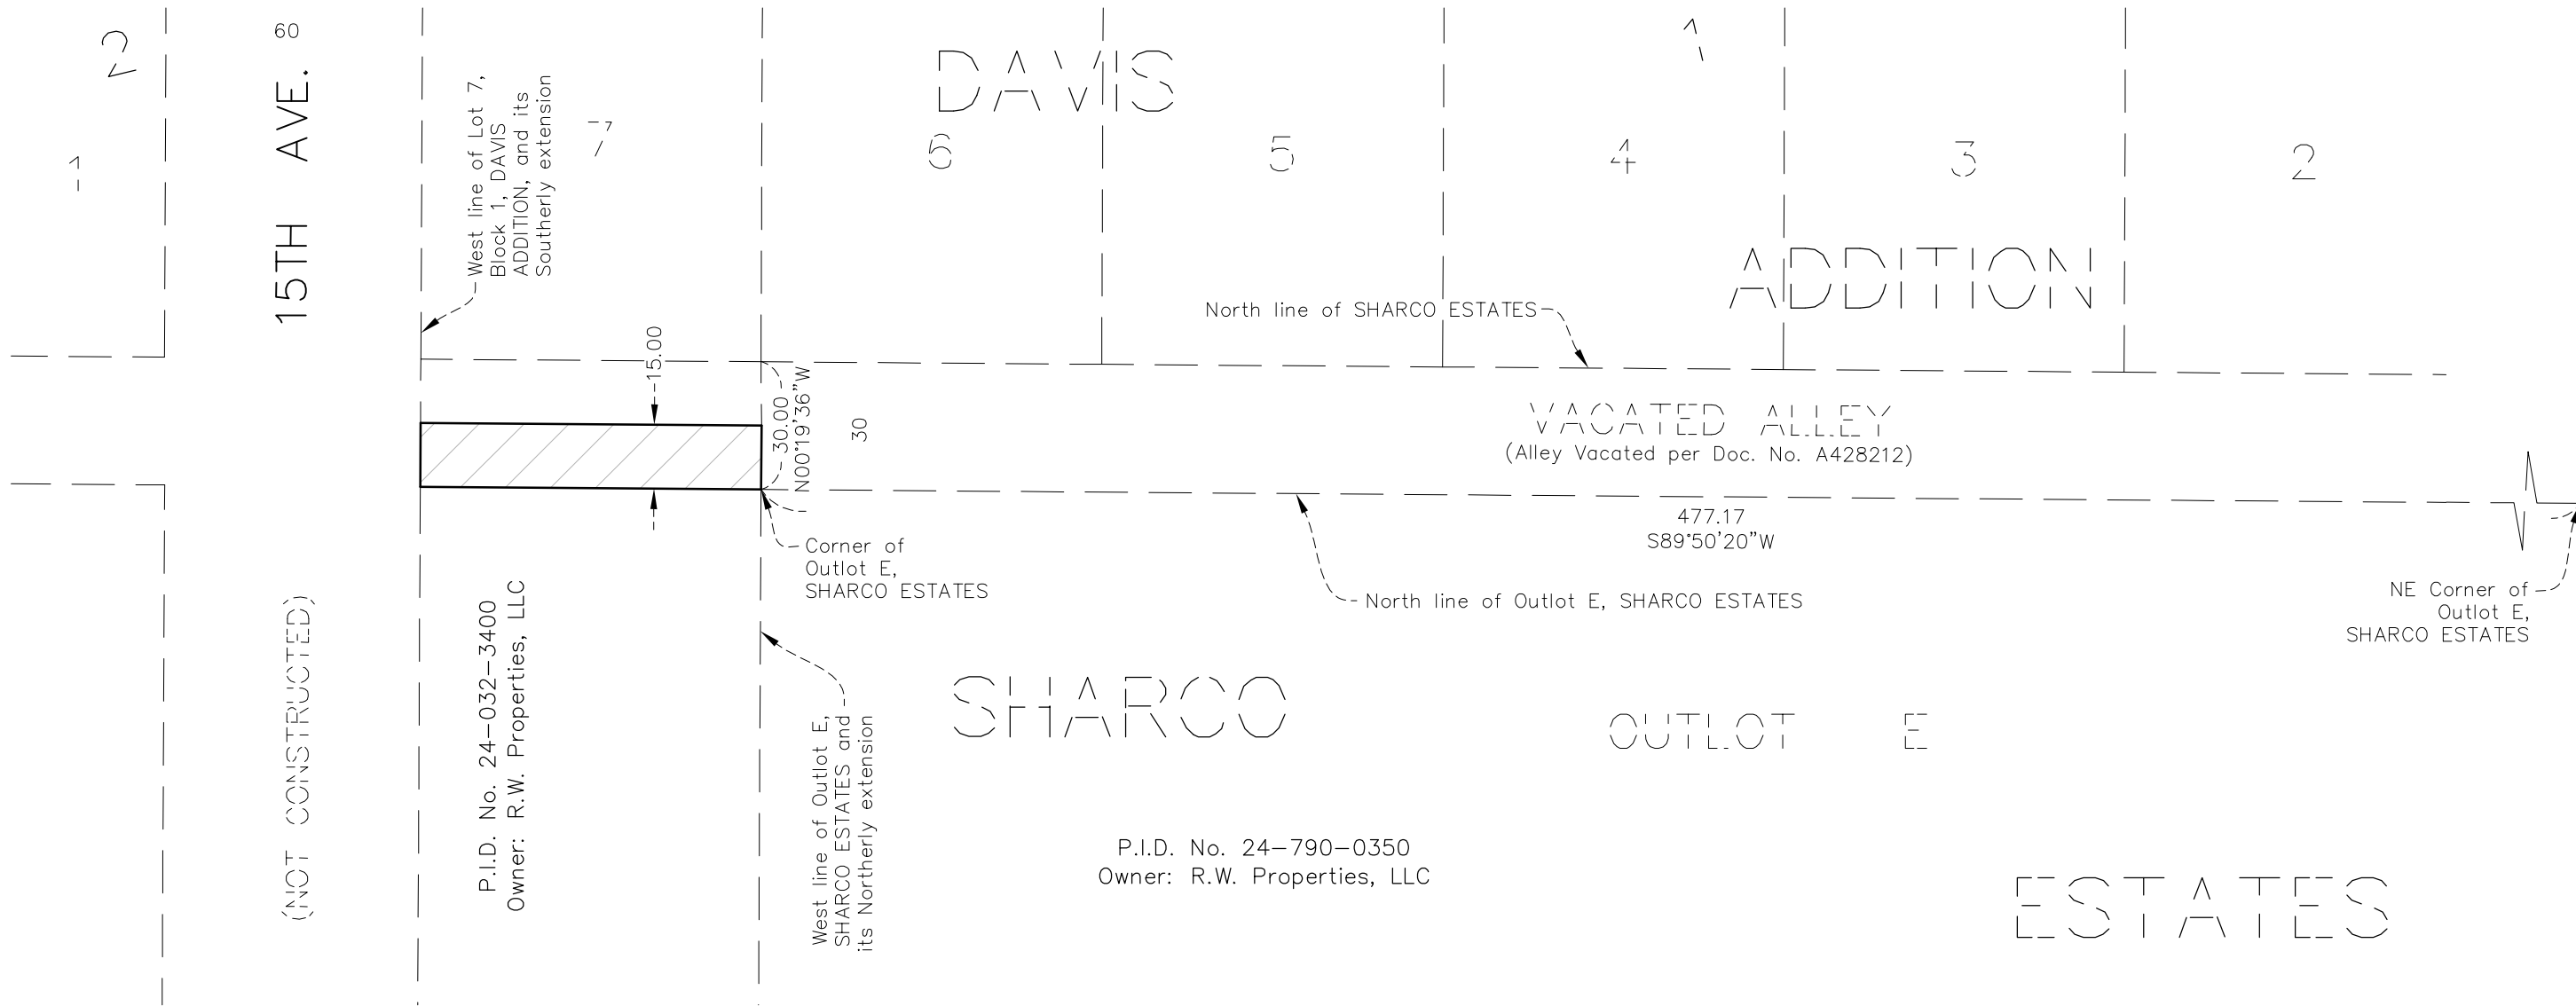 2
1
60
15TH AVE.
(NOT CONSTRUCTED)
West line of Lot 7,
Block 1, DAVIS
ADDITION, and its
Southerly extension
7
DAVIS
6
5
1
4
3
2
ADDITION
North line of SHARCO ESTATES
15.00
30.00
N00°19'36"W
30
VACATED ALLEY
(Alley Vacated per Doc. No. A428212)
477.17
S89°50'20"W
Corner of
Outlot E,
SHARCO ESTATES
North line of Outlot E, SHARCO ESTATES
NE Corner of
Outlot E,
SHARCO ESTATES
P.I.D. No. 24-032-3400
Owner: R.W. Properties, LLC
West line of Outlot E,
SHARCO ESTATES and
its Northerly extension
SHARCO
OUTLOT E
P.I.D. No. 24-790-0350
Owner: R.W. Properties, LLC
ESTATES